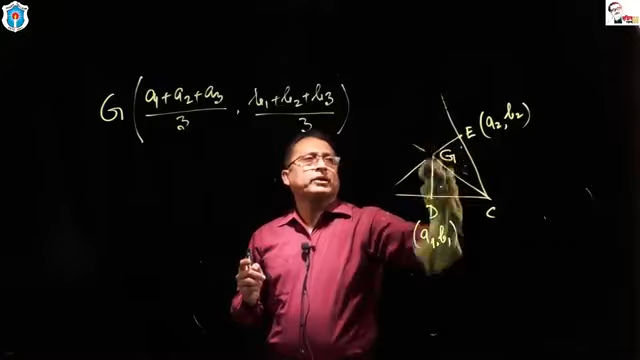 G ( (a₁+a₂+a₃)/3 , (b₁+b₂+b₃)/3 )
E (a₂, b₂)
G
D
C
(a₁, b₁)